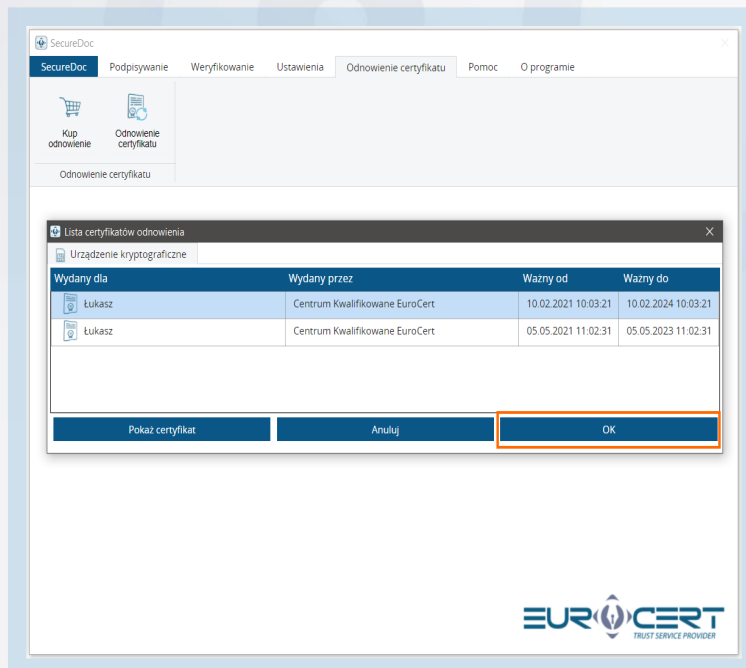 SecureDoc
SecureDoc Podpisywanie Weryfikowanie Ustawienia Odnowienie certyfikatu Pomoc O programie
Kup odnowienie
Odnowienie certyfikatu
Odnowienie certyfikatu
Lista certyfikatów odnowienia
Urządzenie kryptograficzne
Wydany dla Wydany przez Ważny od Ważny do
Łukasz Centrum Kwalifikowane EuroCert 10.02.2021 10:03:21 10.02.2024 10:03:21
Łukasz Centrum Kwalifikowane EuroCert 05.05.2021 11:02:31 05.05.2023 11:02:31
Pokaż certyfikat Anuluj OK
EUROCERT
TRUST SERVICE PROVIDER